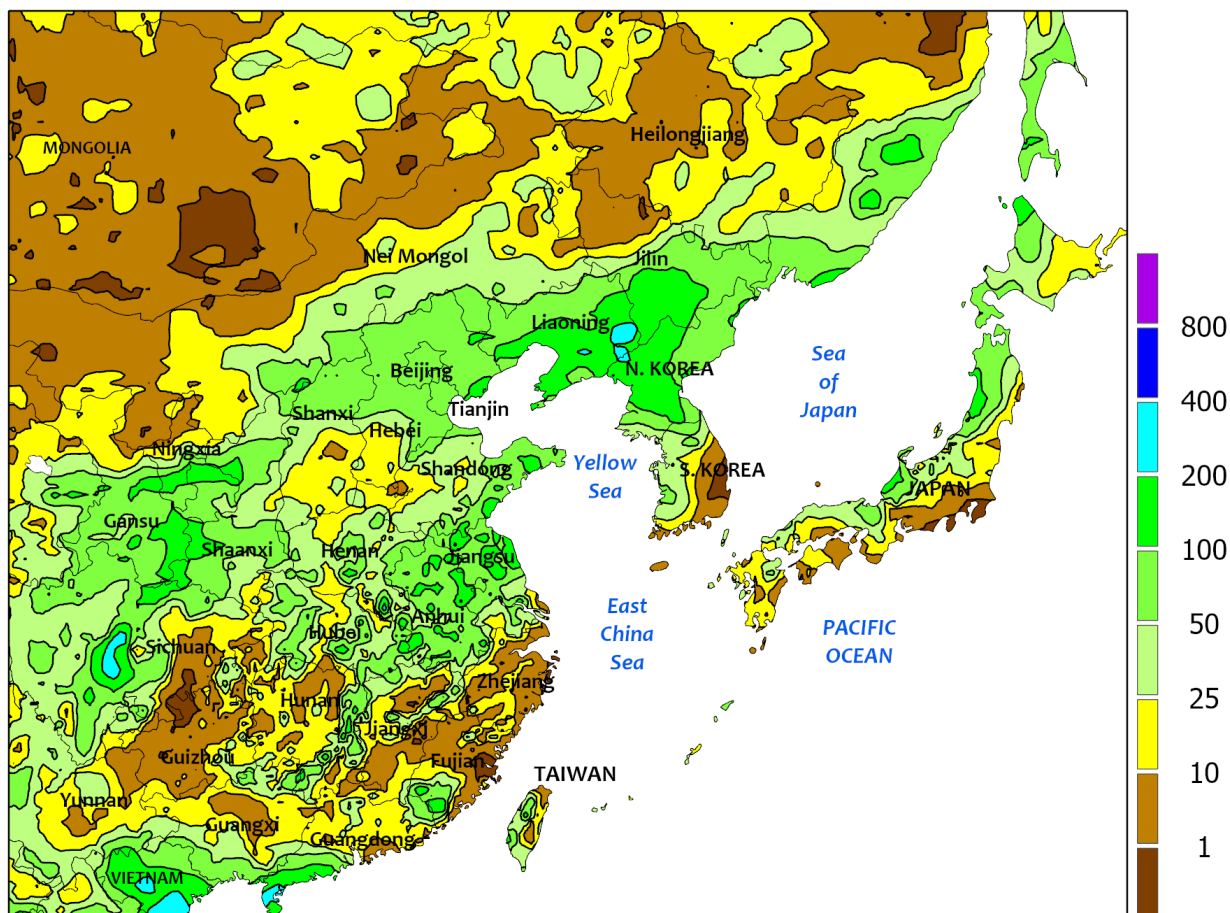 Heilongjiang
MONGOLIA
Nei Mongol
Jilin
Liaoning
Beijing
N. KOREA
Sea
of
Japan
Shanxi
Tianjin
Hebei
Ningxia
Shandong
Yellow
Sea
S. KOREA
JAPAN
Gansu
Shaanxi
Henan
Jiangsu
Anhui
East
China
Sea
PACIFIC
OCEAN
Sichuan
Hubei
Zhejiang
Hunan
Jiangxi
Guizhou
Fujian
TAIWAN
Yunnan
Guangxi
Guangdong
VIETNAM
800
400
200
100
50
25
10
1